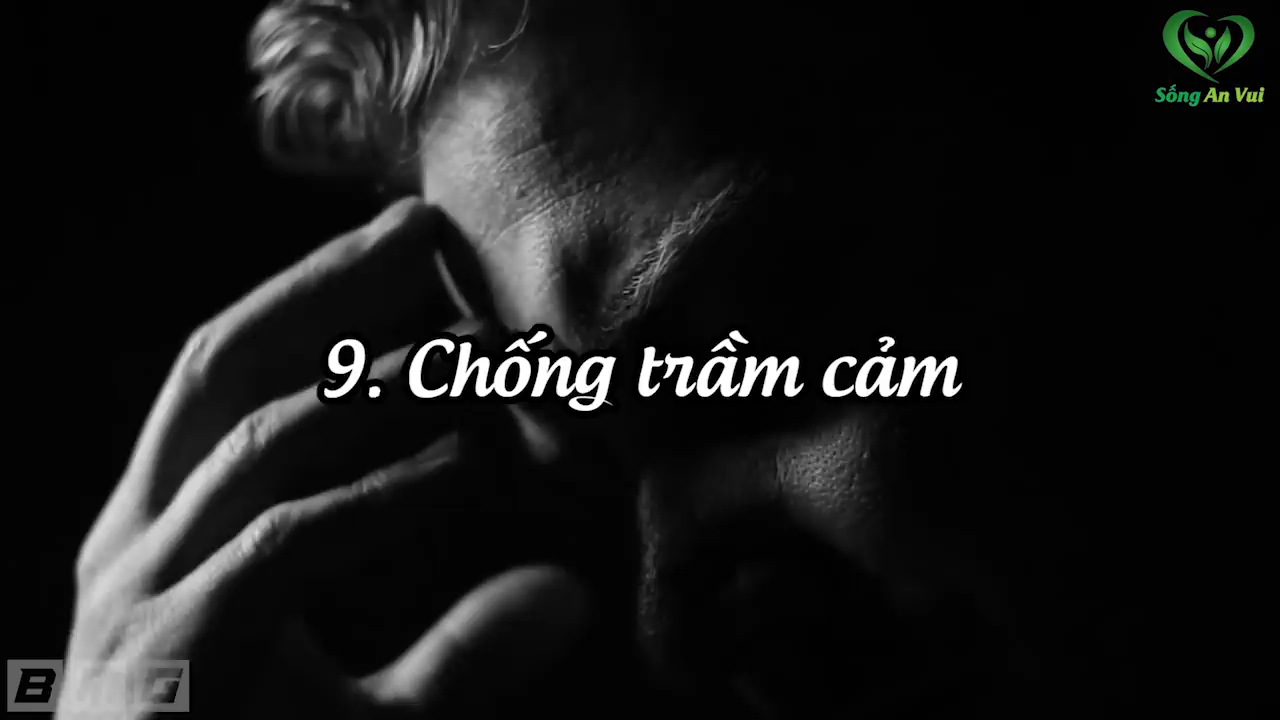 Sống An Vui
9. Chống trầm cảm